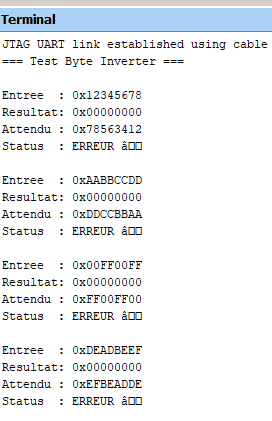 Terminal
JTAG UART link established using cable
=== Test Byte Inverter ===
Entree  : 0x12345678
Resultat: 0x00000000
Attendu : 0x78563412
Status  : ERREUR â□□
Entree  : 0xAABBCCDD
Resultat: 0x00000000
Attendu : 0xDDCCBBAA
Status  : ERREUR â□□
Entree  : 0x00FF00FF
Resultat: 0x00000000
Attendu : 0xFF00FF00
Status  : ERREUR â□□
Entree  : 0xDEADBEEF
Resultat: 0x00000000
Attendu : 0xEFBEADDE
Status  : ERREUR â□□